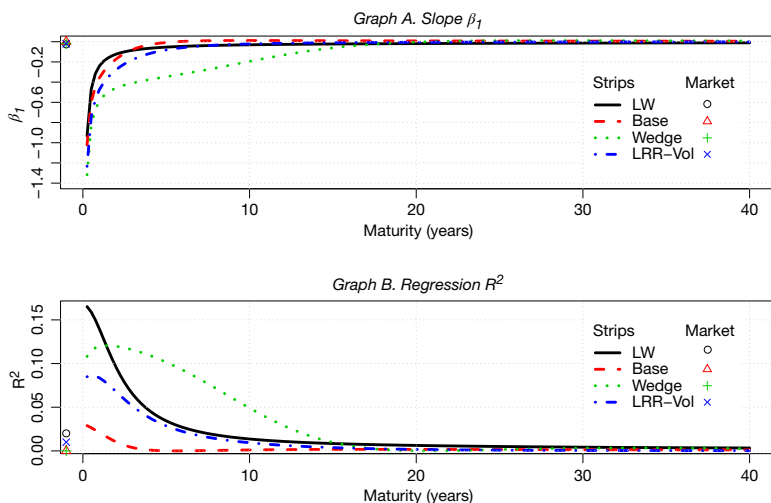 Graph A. Slope β1
−0.2
−0.6
−1.0
−1.4
β1
Strips Market
LW
Base
Wedge
LRR−Vol
0 10 20 30 40
Maturity (years)
Graph B. Regression R2
0.15
0.10
0.05
0.00
R2
Strips Market
LW
Base
Wedge
LRR−Vol
0 10 20 30 40
Maturity (years)